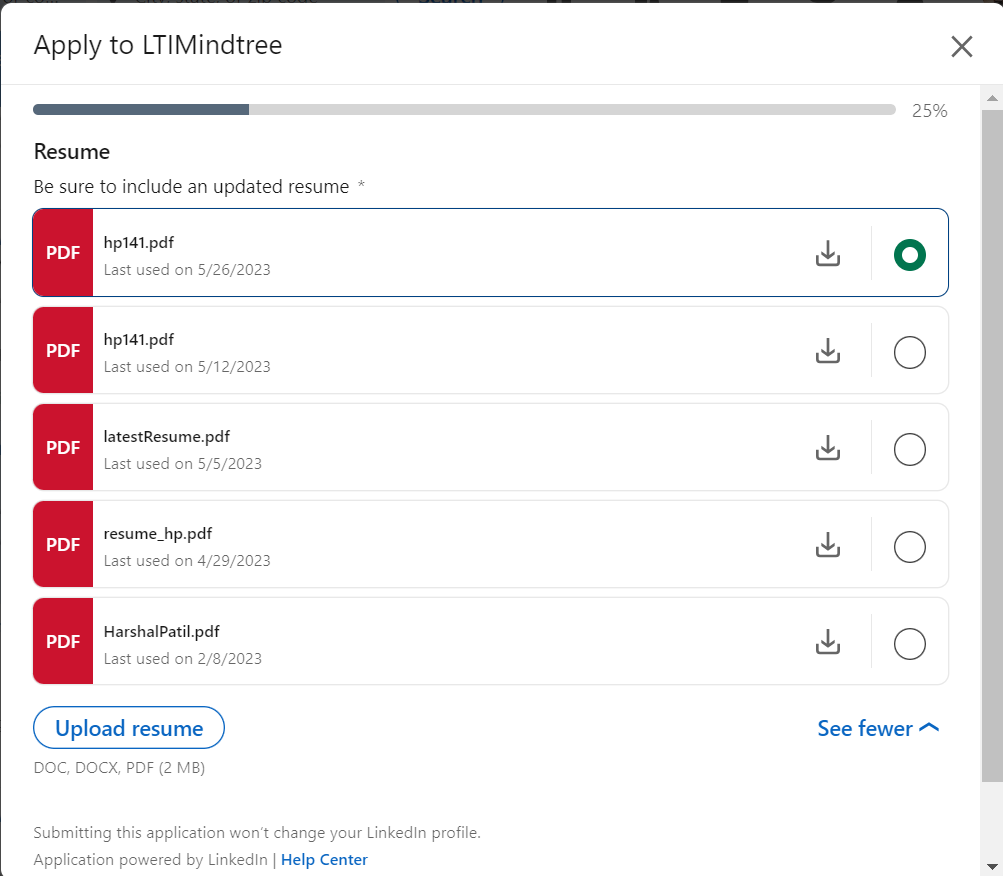 Apply to LTIMindtree
25%
Resume
Be sure to include an updated resume *
PDF
hp141.pdf
Last used on 5/26/2023
PDF
hp141.pdf
Last used on 5/12/2023
PDF
latestResume.pdf
Last used on 5/5/2023
PDF
resume_hp.pdf
Last used on 4/29/2023
PDF
HarshalPatil.pdf
Last used on 2/8/2023
Upload resume
See fewer
DOC, DOCX, PDF (2 MB)
Submitting this application won't change your LinkedIn profile.
Application powered by LinkedIn | Help Center